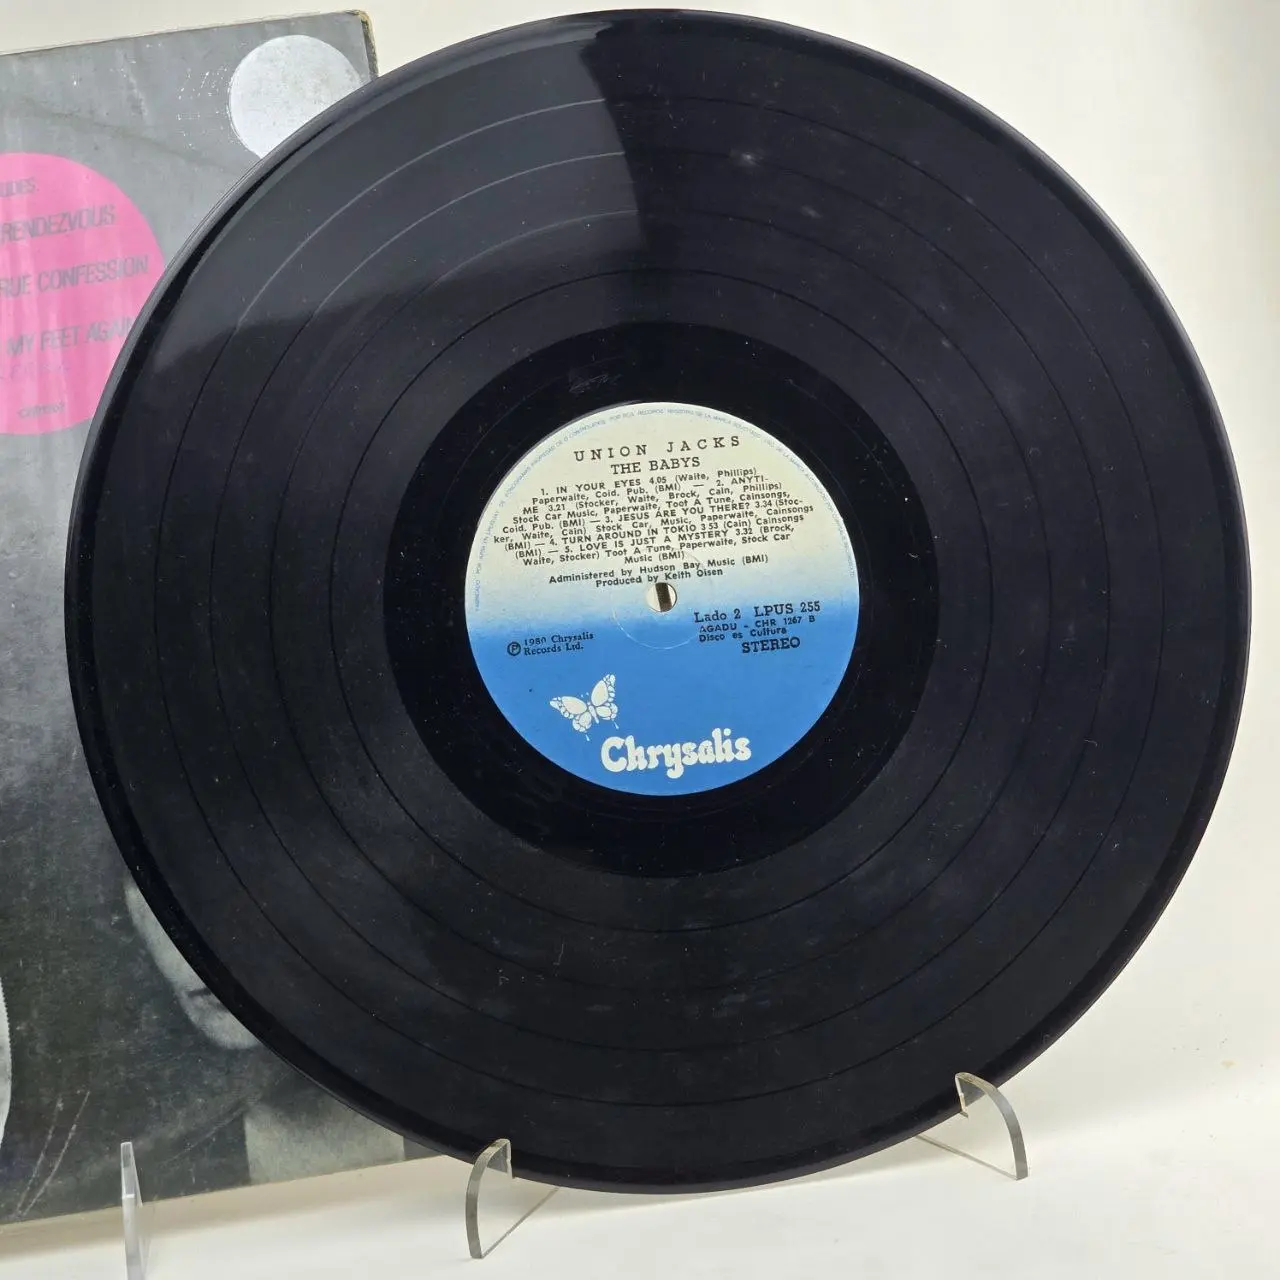 RENDEZVOUS
CONFESSION
MY FEET AGAIN
UNION JACKS
THE BABYS
1. IN YOUR EYES 4.05 (Waite, Phillips)
Paperwaite, Coid. Pub. (BMI) — 2. ANYTI-
ME 3.21 (Stocker, Waite, Brock, Cain, Phillips)
Stock Car Music, Paperwaite, Toot A Tune, Cainsongs,
Coid. Pub. (BMI) — 3. JESUS ARE YOU THERE? 3.34 (Stoc-
ker, Waite, Cain) Stock Car, Music, Paperwaite, Cainsongs
(BMI) — 4. TURN AROUND IN TOKIO 3 53 (Cain) Cainsongs
(BMI) — 5. LOVE IS JUST A MYSTERY 3.32 (Brock,
Waite, Stocker) Toot A Tune, Paperwaite, Stock Car
Music (BMI)
Administered by Hudson Bay Music (BMI)
Produced by Keith Olsen
Lado 2 LPUS 255
AGADU - CHR 1267 B
Disco es Cultura
STEREO
Ⓟ 1980 Chrysalis
Records Ltd.
Chrysalis